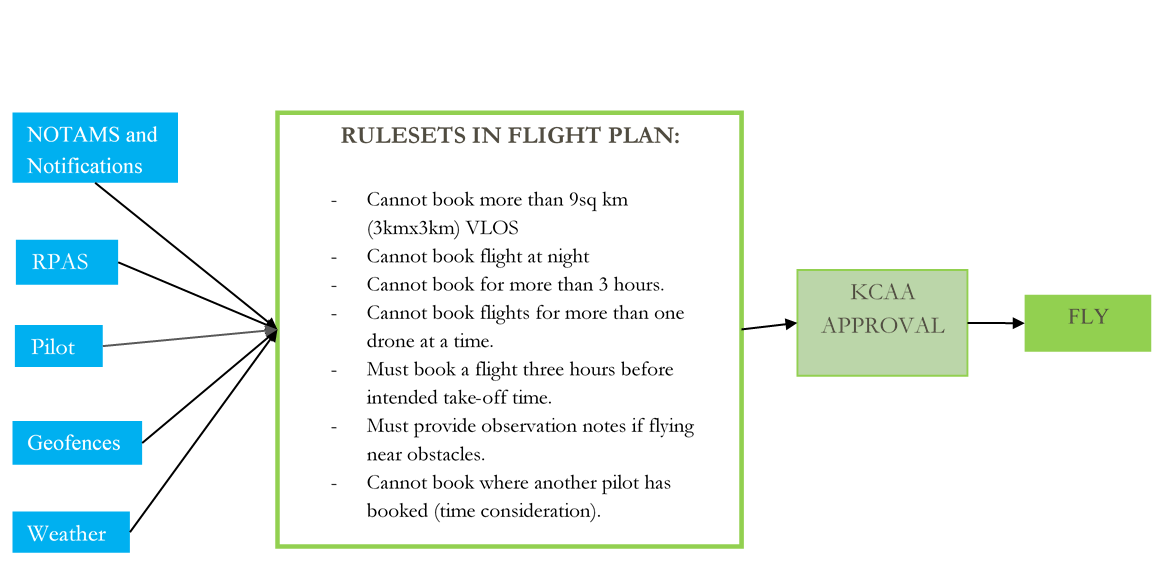 NOTAMS and
Notifications
RPAS
Pilot
Geofences
Weather
RULESETS IN FLIGHT PLAN:
- Cannot book more than 9sq km
(3kmx3km) VLOS
- Cannot book flight at night
- Cannot book for more than 3 hours.
- Cannot book flights for more than one
drone at a time.
- Must book a flight three hours before
intended take-off time.
- Must provide observation notes if flying
near obstacles.
- Cannot book where another pilot has
booked (time consideration).
KCAA
APPROVAL
FLY